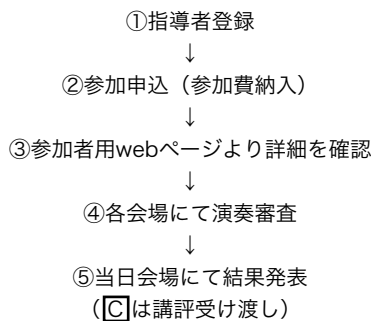 ①指導者登録
↓
②参加申込（参加費納入）
↓
③参加者用webページより詳細を確認
↓
④各会場にて演奏審査
↓
⑤当日会場にて結果発表
（Cは講評受け渡し）